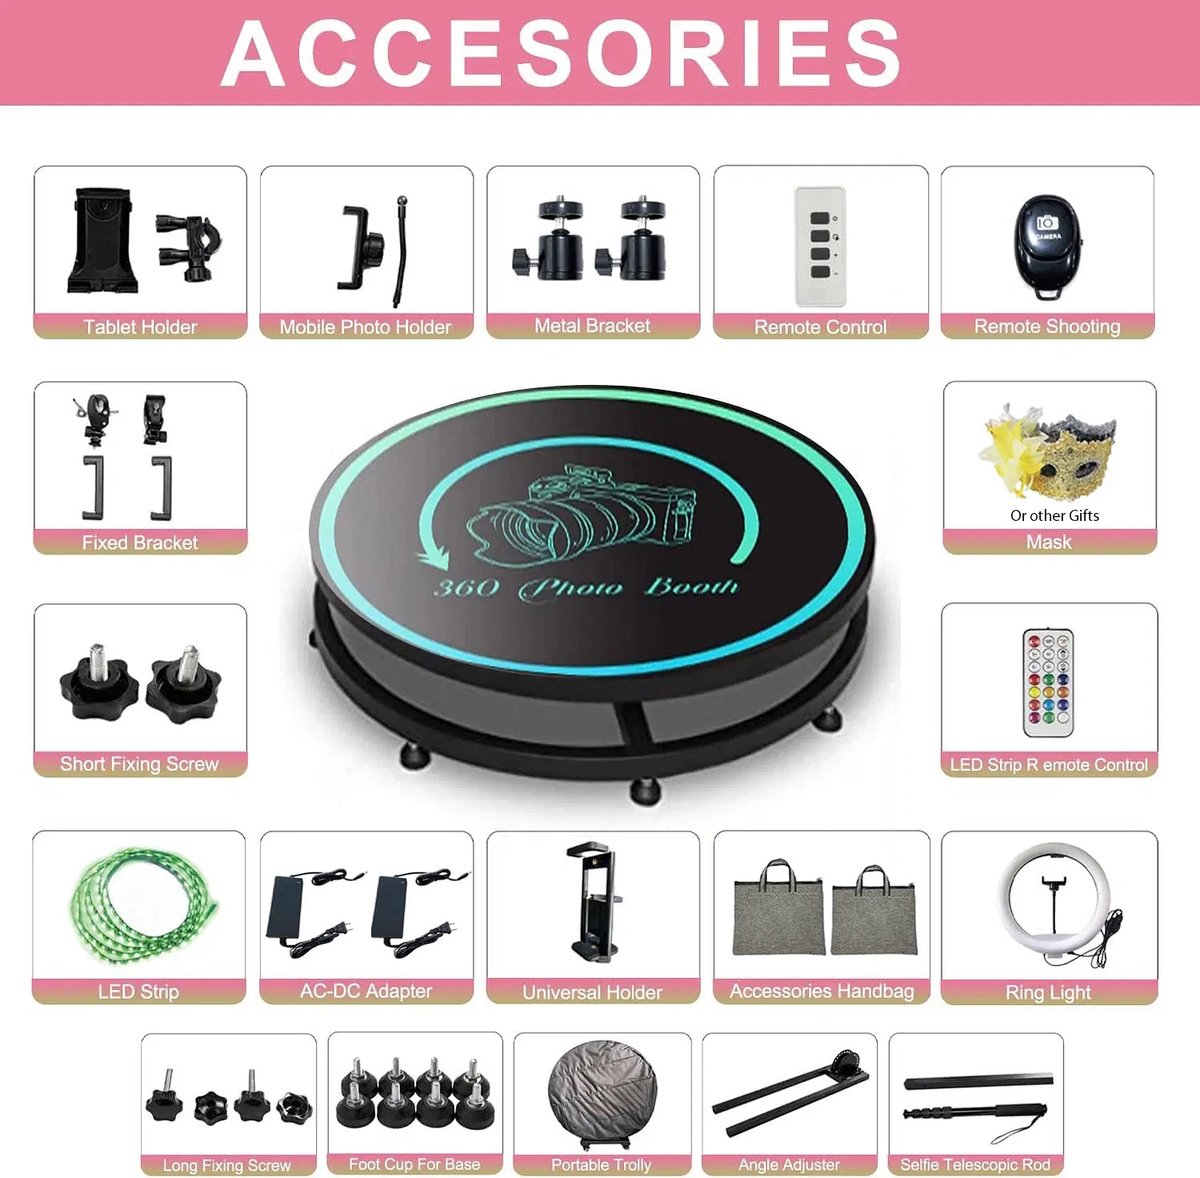 ACCESORIES
Tablet Holder
Mobile Photo Holder
Metal Bracket
Remote Control
CAMERA
Remote Shooting
Fixed Bracket
360 Photo Booth
Or other Gifts
Mask
Short Fixing Screw
LED Strip R emote Control
LED Strip
AC-DC Adapter
Universal Holder
Accessories Handbag
Ring Light
Long Fixing Screw
Foot Cup For Base
Portable Trolly
Angle Adjuster
Selfie Telescopic Rod